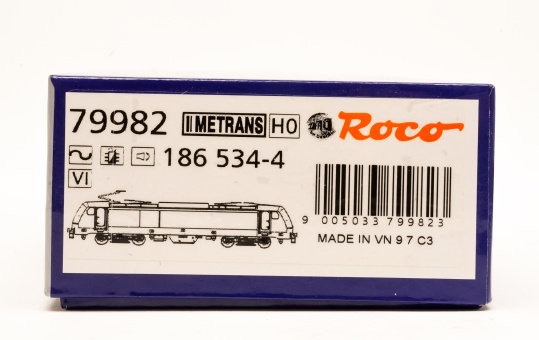 79982 METRANS H0 Roco
186 534-4
VI
9 005033 799823
MADE IN VN 9 7 C3